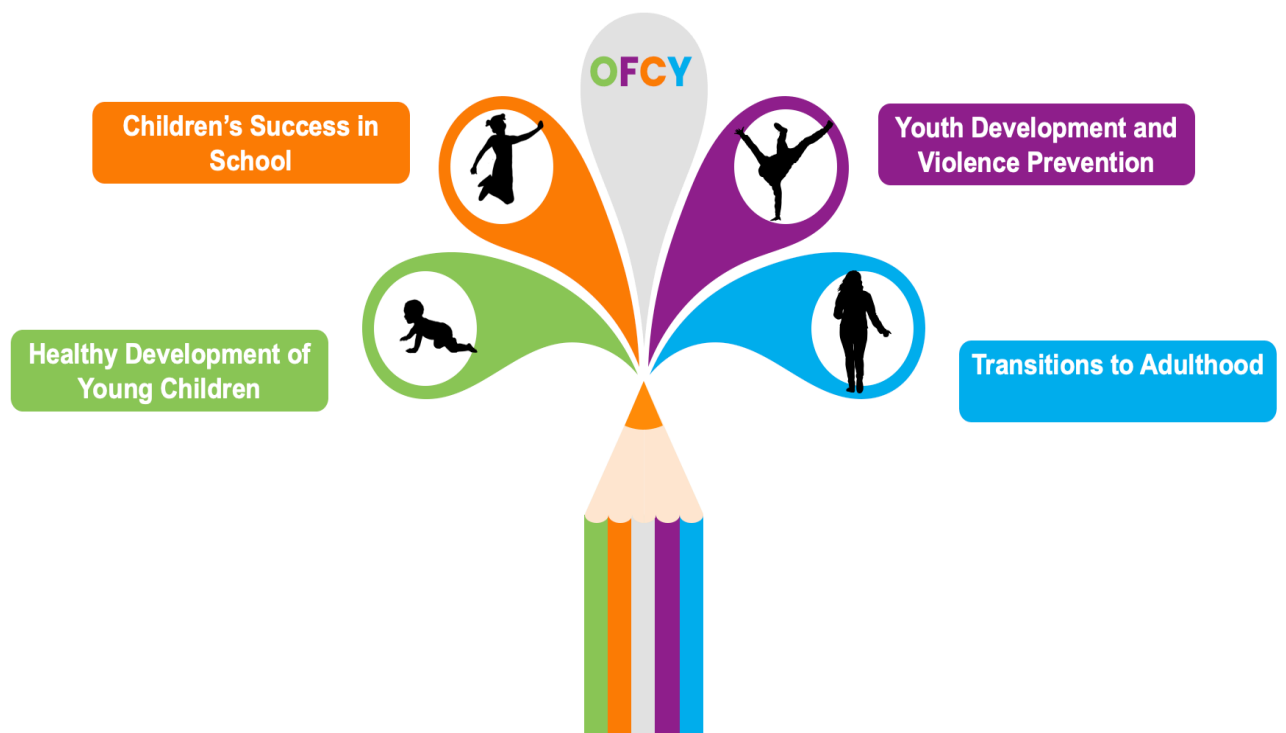 OFCY
Children’s Success in
School
Youth Development and
Violence Prevention
Healthy Development of
Young Children
Transitions to Adulthood